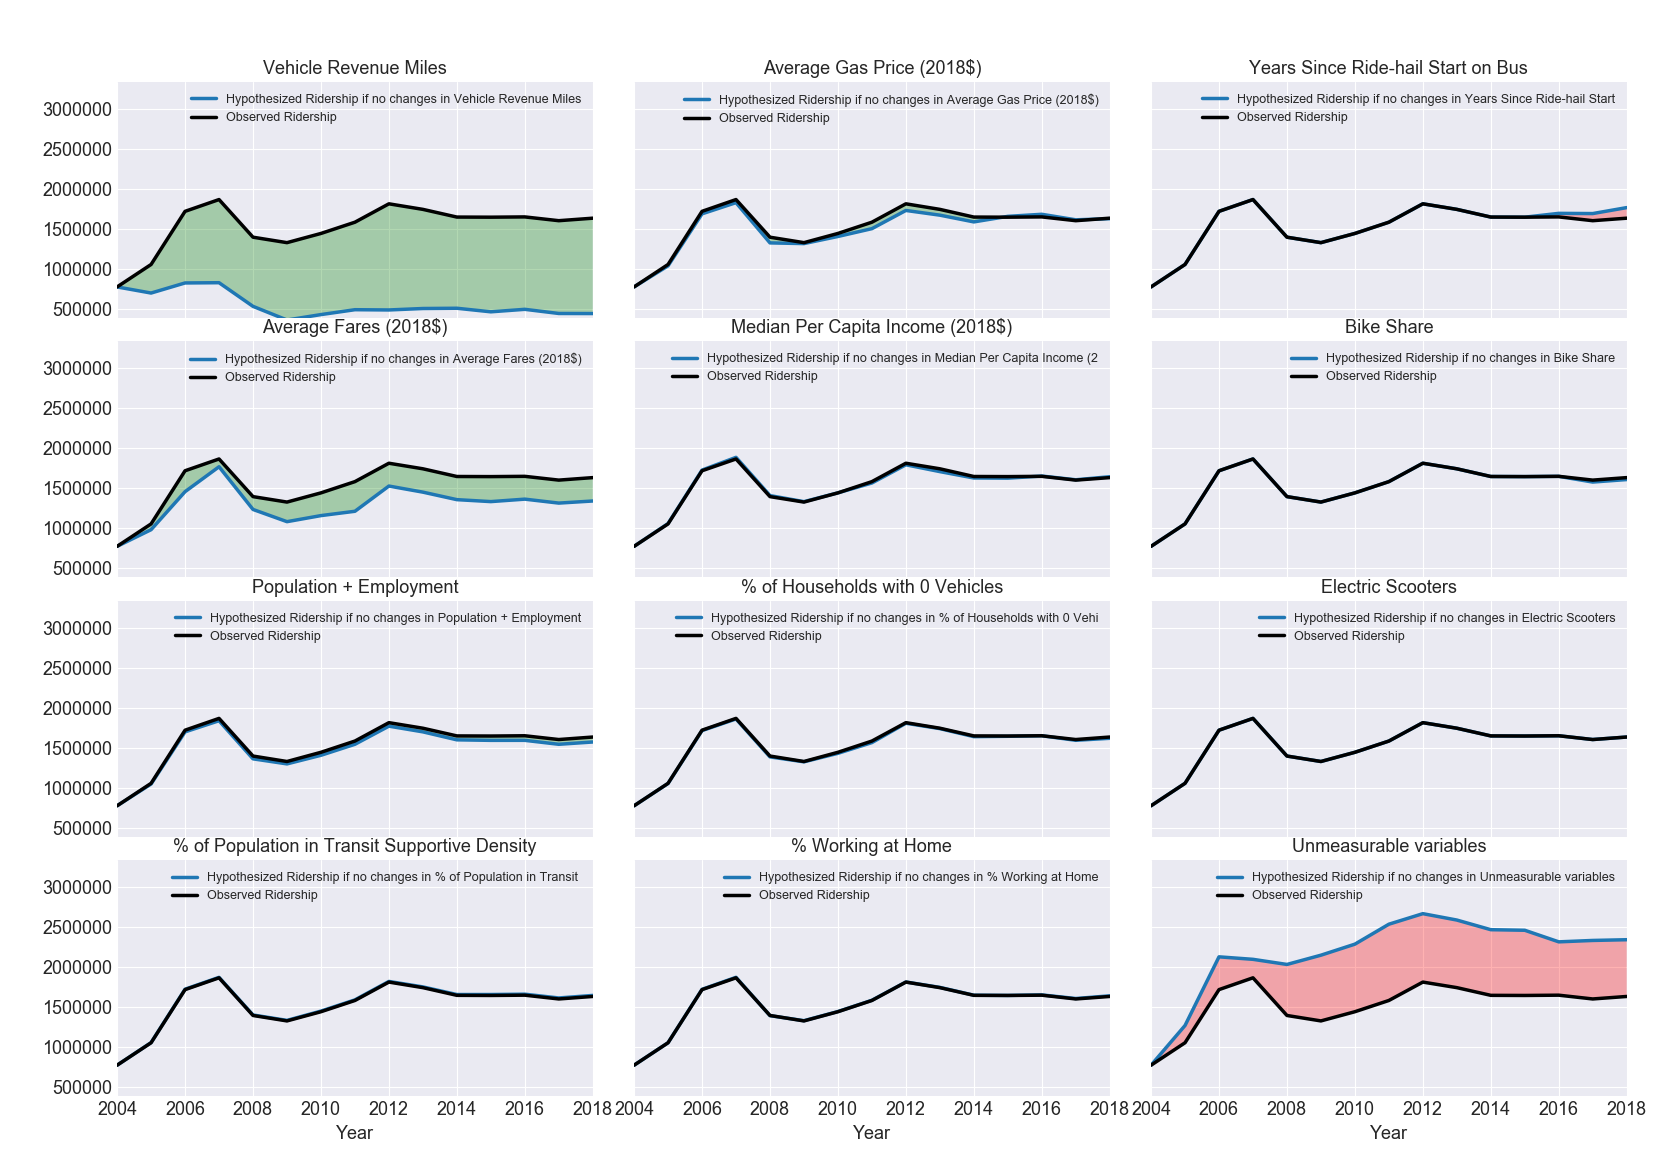 Vehicle Revenue Miles
Hypothesized Ridership if no changes in Vehicle Revenue Miles
Observed Ridership
3000000
2500000
2000000
1500000
1000000
500000
Average Gas Price (2018$)
Hypothesized Ridership if no changes in Average Gas Price (2018$)
Observed Ridership
Years Since Ride-hail Start on Bus
Hypothesized Ridership if no changes in Years Since Ride-hail Start
Observed Ridership
Average Fares (2018$)
Hypothesized Ridership if no changes in Average Fares (2018$)
Observed Ridership
3000000
2500000
2000000
1500000
1000000
500000
Median Per Capita Income (2018$)
Hypothesized Ridership if no changes in Median Per Capita Income (2
Observed Ridership
Bike Share
Hypothesized Ridership if no changes in Bike Share
Observed Ridership
Population + Employment
Hypothesized Ridership if no changes in Population + Employment
Observed Ridership
3000000
2500000
2000000
1500000
1000000
500000
% of Households with 0 Vehicles
Hypothesized Ridership if no changes in % of Households with 0 Vehi
Observed Ridership
Electric Scooters
Hypothesized Ridership if no changes in Electric Scooters
Observed Ridership
% of Population in Transit Supportive Density
Hypothesized Ridership if no changes in % of Population in Transit
Observed Ridership
3000000
2500000
2000000
1500000
1000000
500000
2004 2006 2008 2010 2012 2014 2016 2018
Year
% Working at Home
Hypothesized Ridership if no changes in % Working at Home
Observed Ridership
2004 2006 2008 2010 2012 2014 2016 2018
Year
Unmeasurable variables
Hypothesized Ridership if no changes in Unmeasurable variables
Observed Ridership
2004 2006 2008 2010 2012 2014 2016 2018
Year